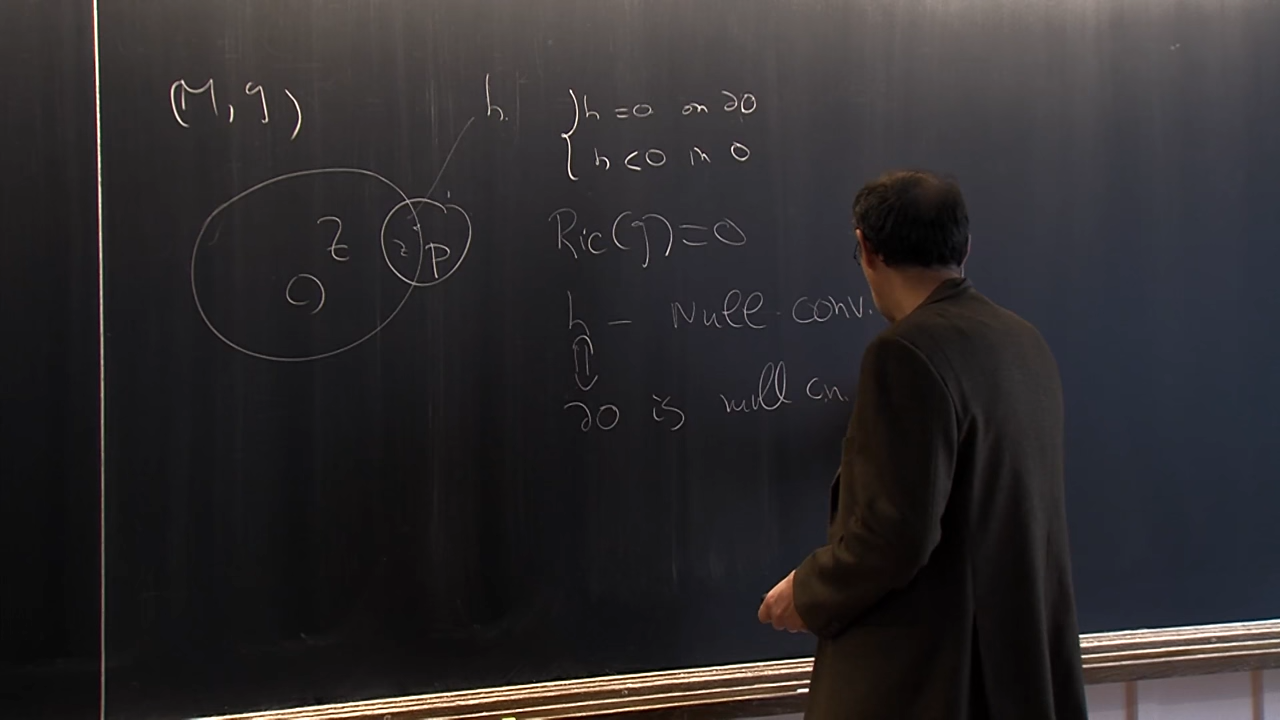 (M, g)
h.
h = 0 on ∂O
h < 0 in O
Z
O
Z
p
Ric(g) = 0
h – Null-conv.
⇕
∂O is null cn.